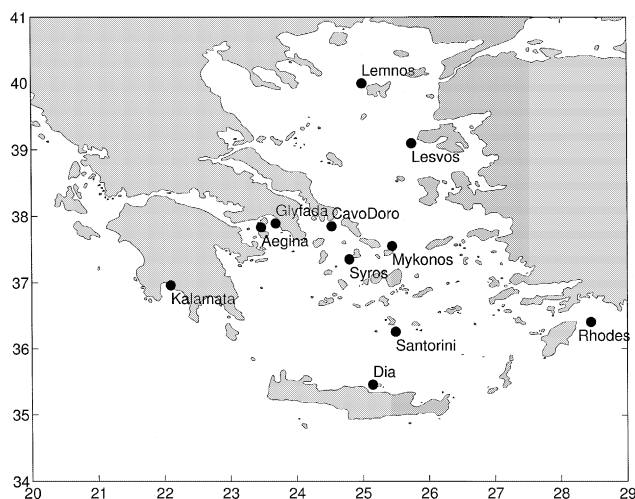 41
40
39
38
37
36
35
34
Lemnos
Lesvos
Glyfada CavoDoro
Aegina
Mykonos
Syros
Kalamata
Rhodes
Santorini
Dia
20 21 22 23 24 25 26 27 28 29